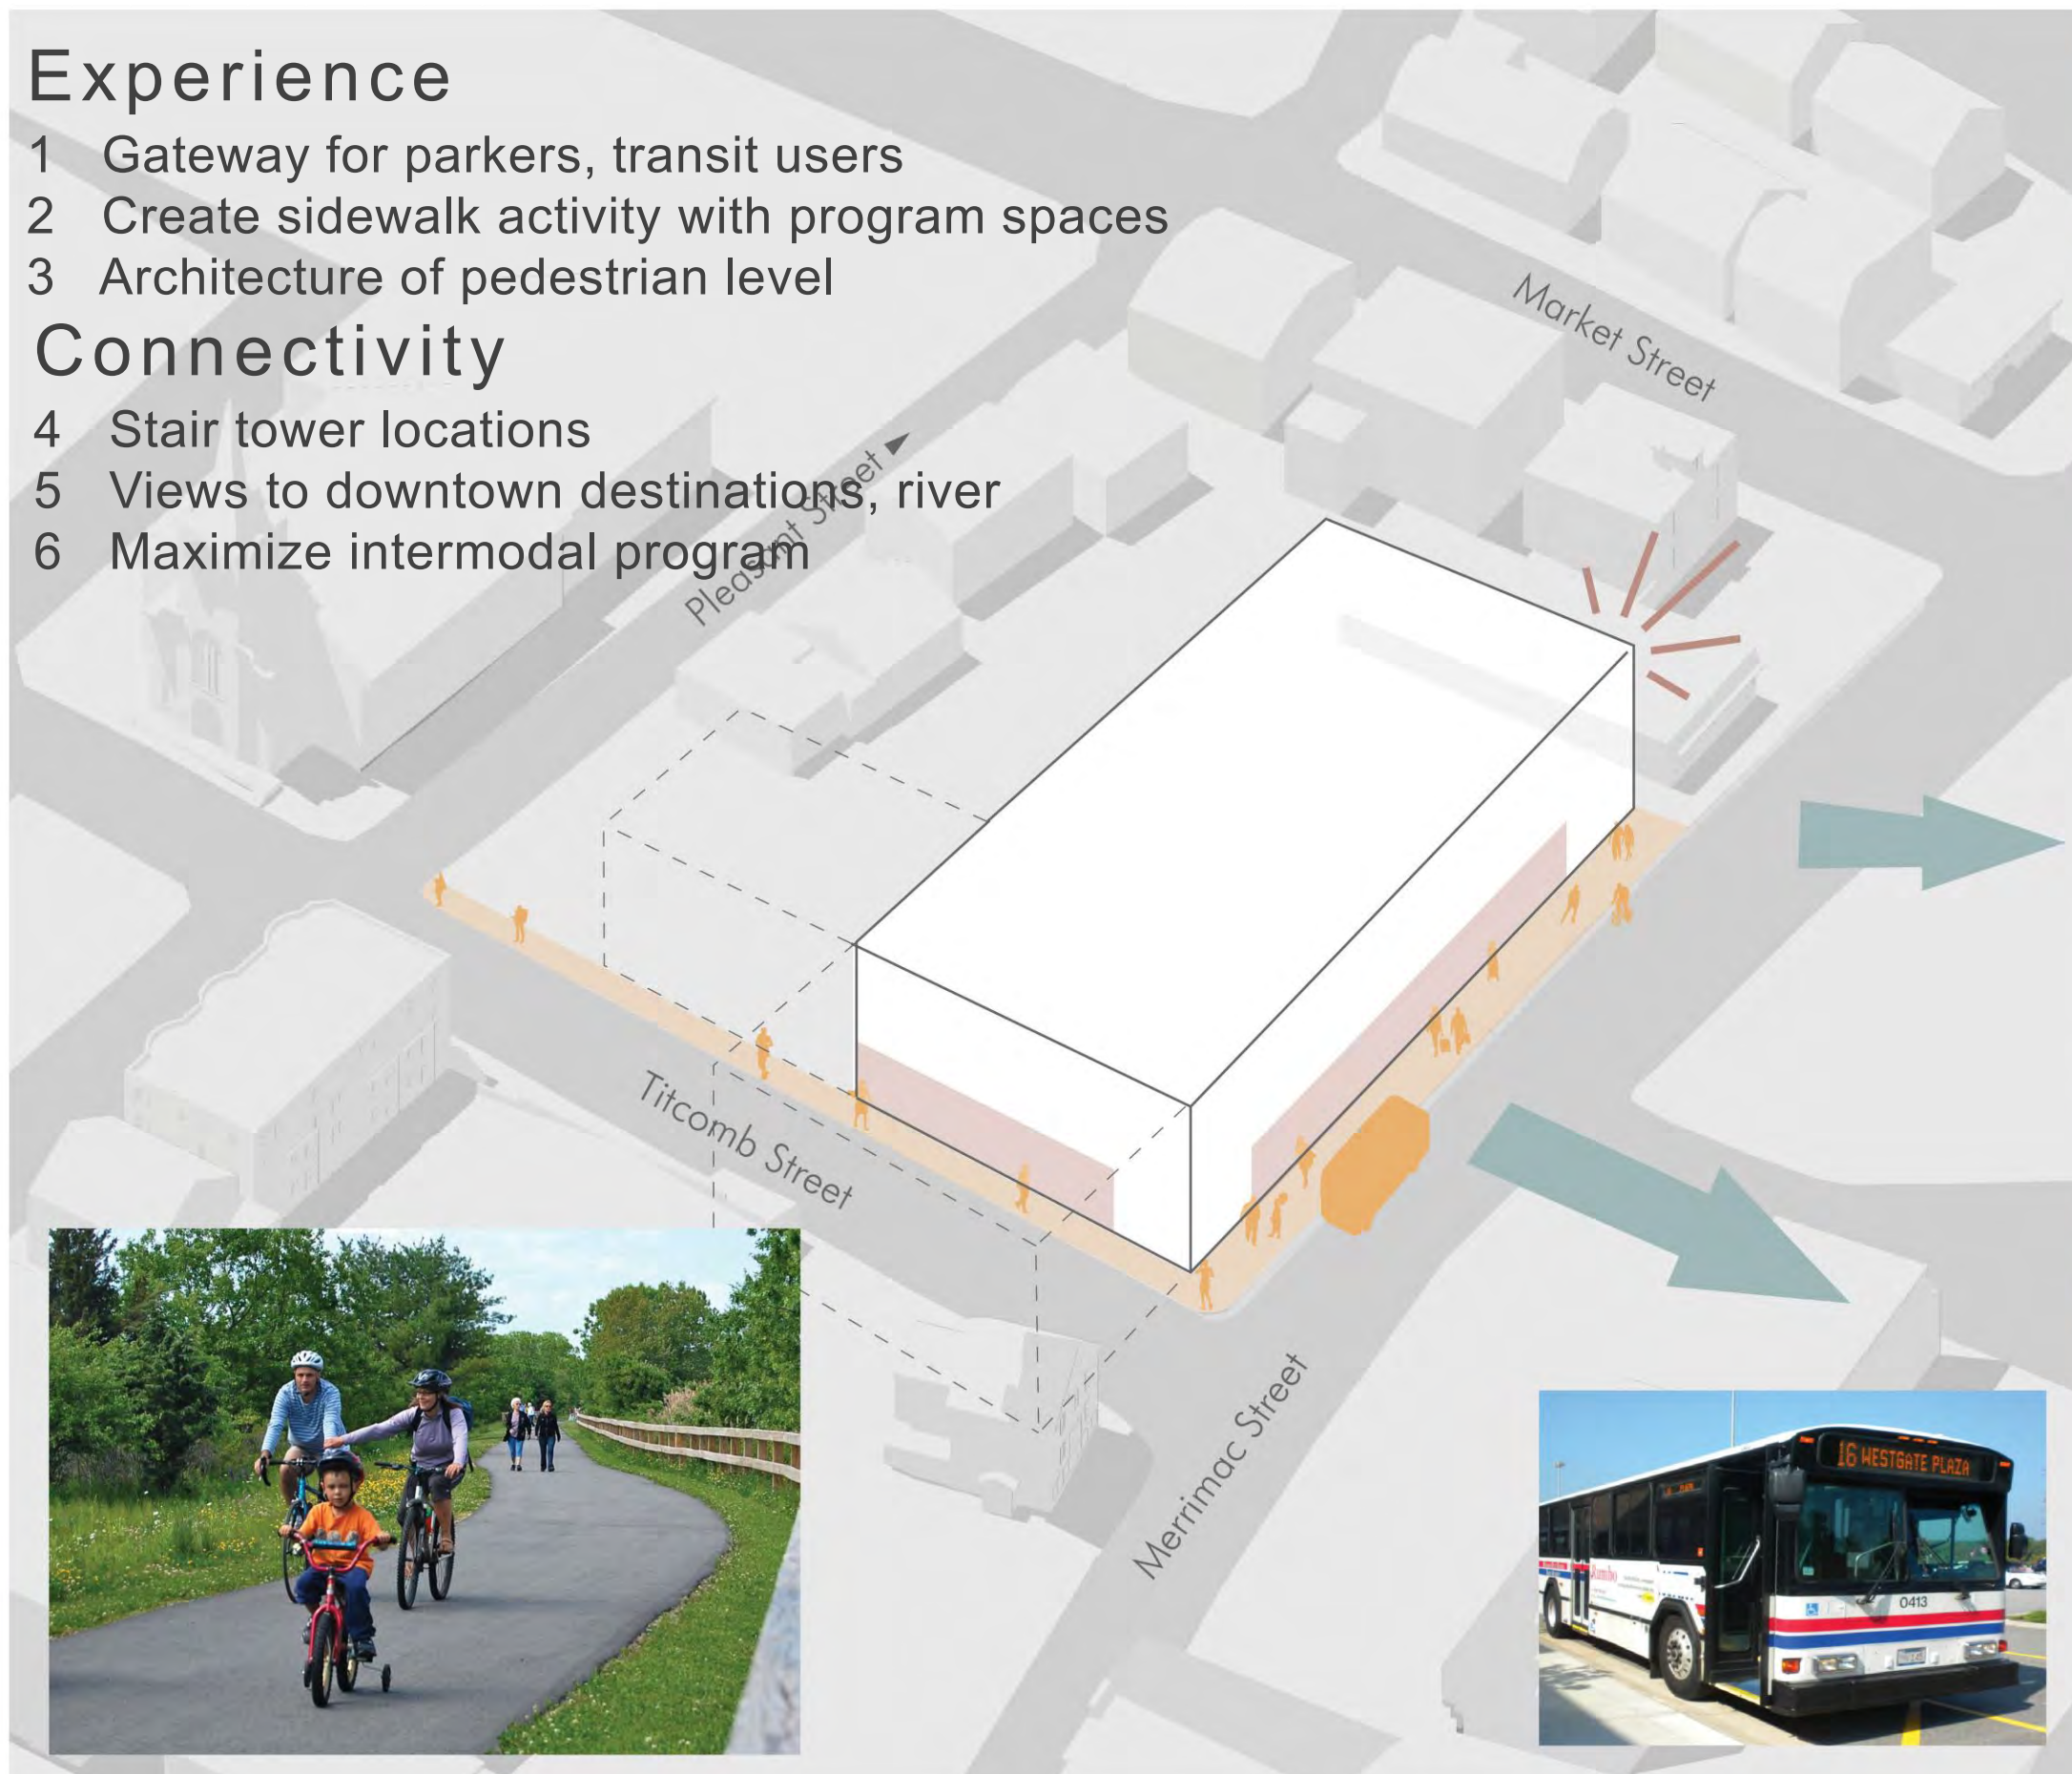 Experience
1 Gateway for parkers, transit users
2 Create sidewalk activity with program spaces
3 Architecture of pedestrian level
Connectivity
4 Stair tower locations
5 Views to downtown destinations, river
6 Maximize intermodal program
Market Street
Pleasant Street
Titcomb Street
Merrimac Street
16 WESTGATE PLAZA
Rumbo
0413